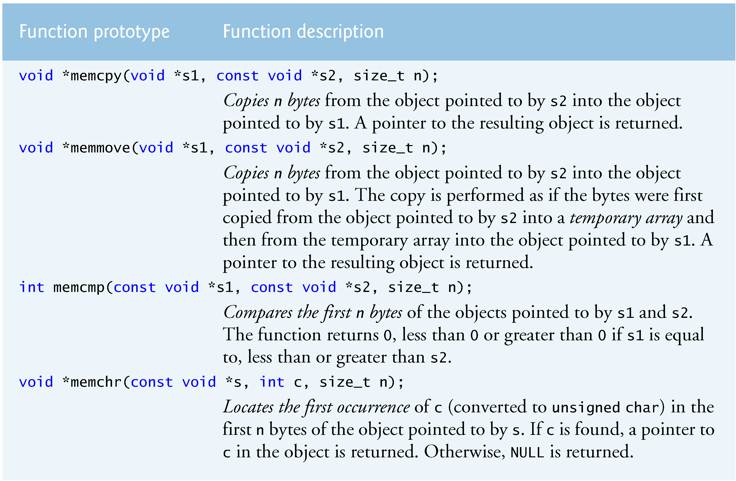 Function prototype Function description
void *memcpy(void *s1, const void *s2, size_t n);
Copies n bytes from the object pointed to by s2 into the object
pointed to by s1. A pointer to the resulting object is returned.
void *memmove(void *s1, const void *s2, size_t n);
Copies n bytes from the object pointed to by s2 into the object
pointed to by s1. The copy is performed as if the bytes were first
copied from the object pointed to by s2 into a temporary array and
then from the temporary array into the object pointed to by s1. A
pointer to the resulting object is returned.
int memcmp(const void *s1, const void *s2, size_t n);
Compares the first n bytes of the objects pointed to by s1 and s2.
The function returns 0, less than 0 or greater than 0 if s1 is equal
to, less than or greater than s2.
void *memchr(const void *s, int c, size_t n);
Locates the first occurrence of c (converted to unsigned char) in the
first n bytes of the object pointed to by s. If c is found, a pointer to
c in the object is returned. Otherwise, NULL is returned.